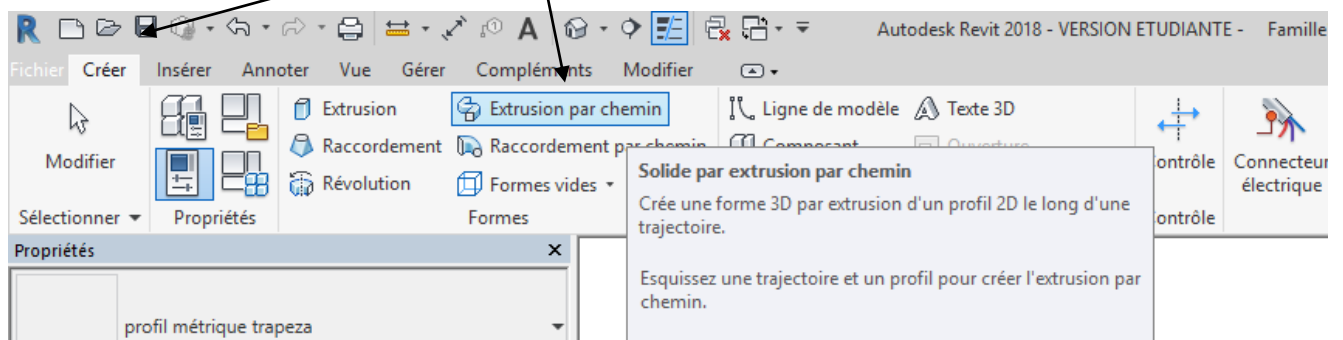 Autodesk Revit 2018 - VERSION ETUDIANTE - Famille
Fichier Créer Insérer Annoter Vue Gérer Compléments Modifier
Modifier
Extrusion
Extrusion par chemin
Raccordement
Raccordement par chemin
Révolution
Formes vides
Ligne de modèle
Texte 3D
Composant
Ouverture
Connecteur
électrique
Sélectionner
Propriétés
Formes
Solide par extrusion par chemin
Crée une forme 3D par extrusion d'un profil 2D le long d'une
trajectoire.
Esquissez une trajectoire et un profil pour créer l'extrusion par
chemin.
Propriétés
profil métrique trapeza